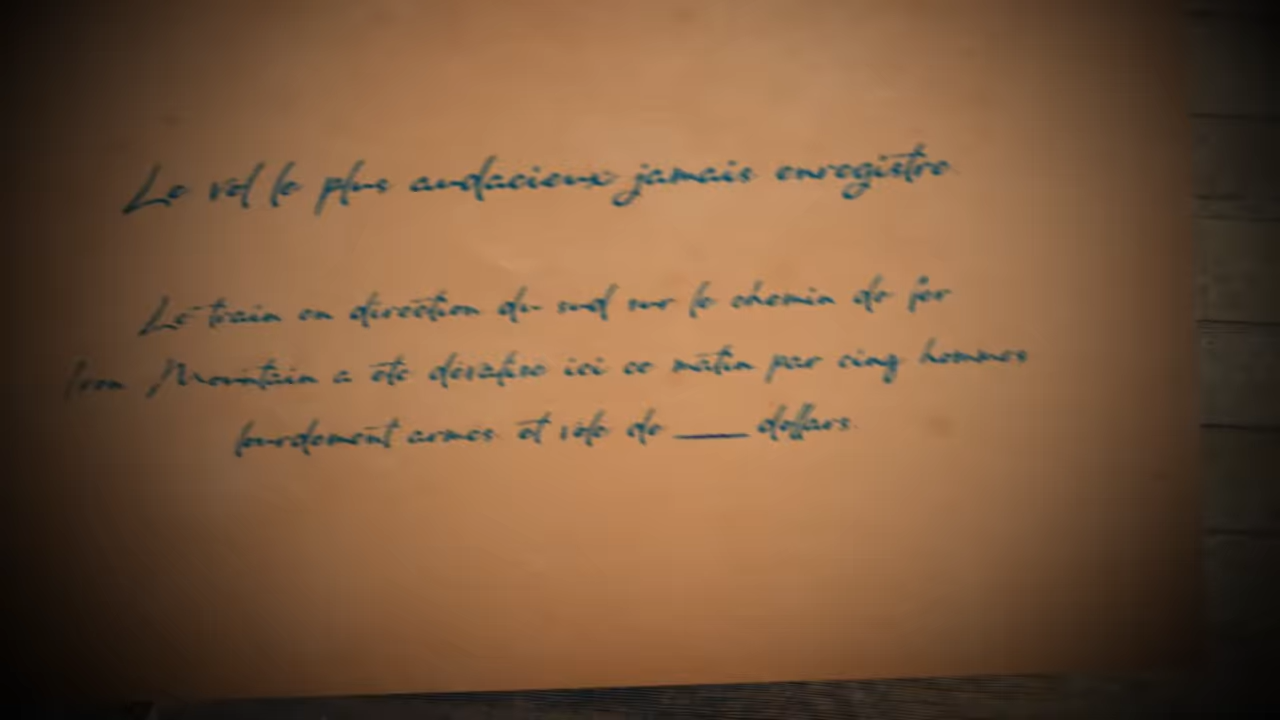 Le vol le plus audacieux jamais enregistre
Le train en direction du sud sur le chemin de fer
Iron Mountain a ete dévalise ici ce matin par cinq hommes
lourdement armes et vole de ____ dollars.